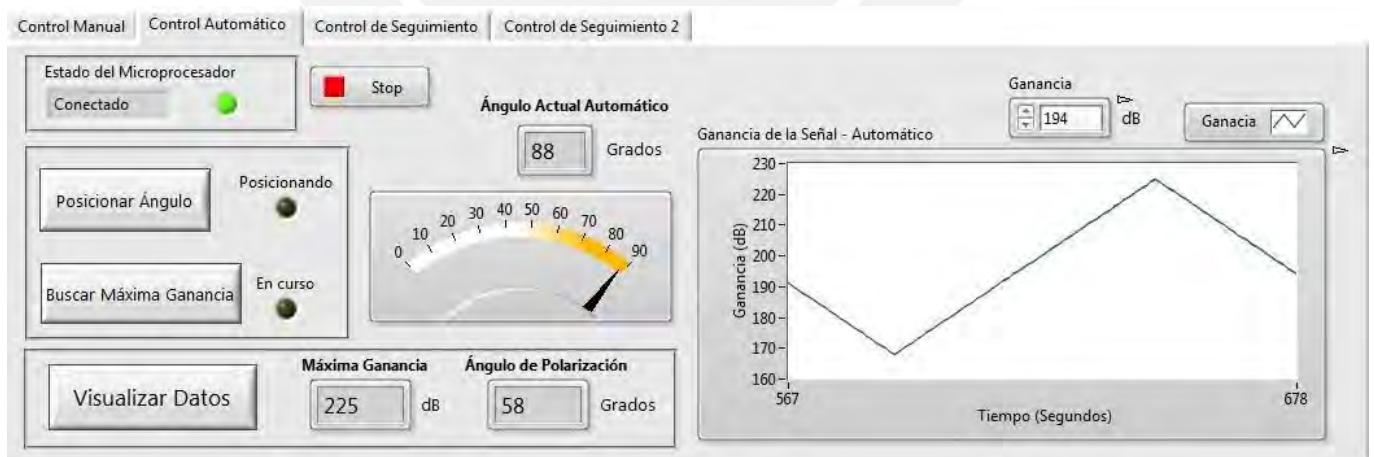 Control Manual
Control Automático
Control de Seguimiento
Control de Seguimiento 2
Estado del Microprocesador
Conectado
Stop
Posicionar Ángulo
Posicionando
Buscar Máxima Ganancia
En curso
Ángulo Actual Automático
88 Grados
0 10 20 30 40 50 60 70 80 90
Visualizar Datos
Máxima Ganancia
225 dB
Ángulo de Polarización
58 Grados
Ganancia
194 dB
Ganacia
Ganancia de la Señal - Automático
Ganancia (dB)
230
220
210
200
190
180
170
160
567
678
Tiempo (Segundos)